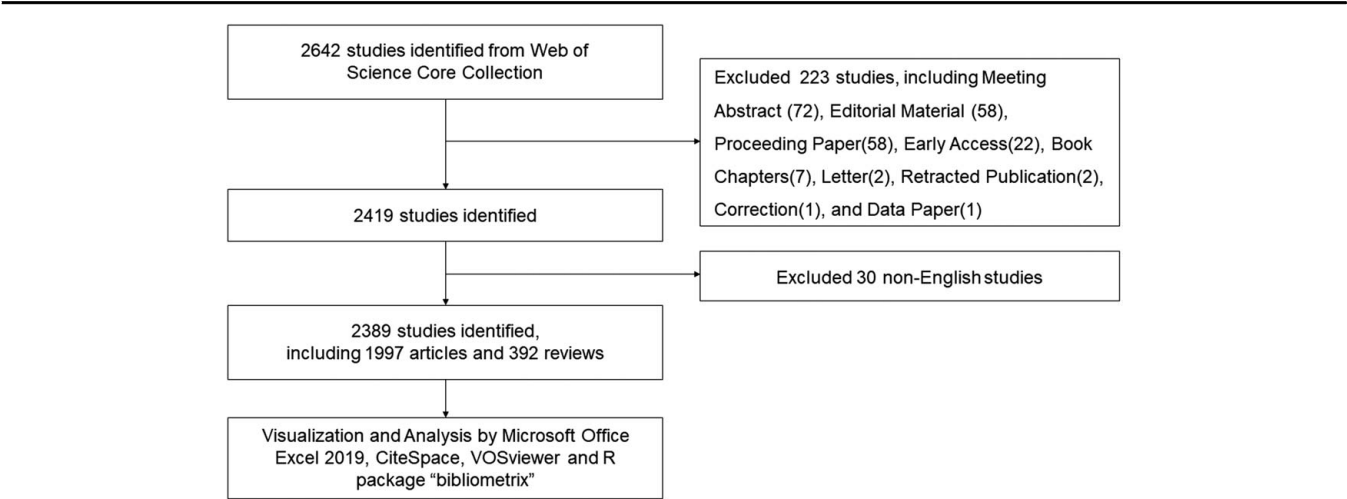 2642 studies identified from Web of
Science Core Collection
Excluded 223 studies, including Meeting
Abstract (72), Editorial Material (58),
Proceeding Paper(58), Early Access(22), Book
Chapters(7), Letter(2), Retracted Publication(2),
Correction(1), and Data Paper(1)
2419 studies identified
Excluded 30 non-English studies
2389 studies identified,
including 1997 articles and 392 reviews
Visualization and Analysis by Microsoft Office
Excel 2019, CiteSpace, VOSviewer and R
package “bibliometrix”